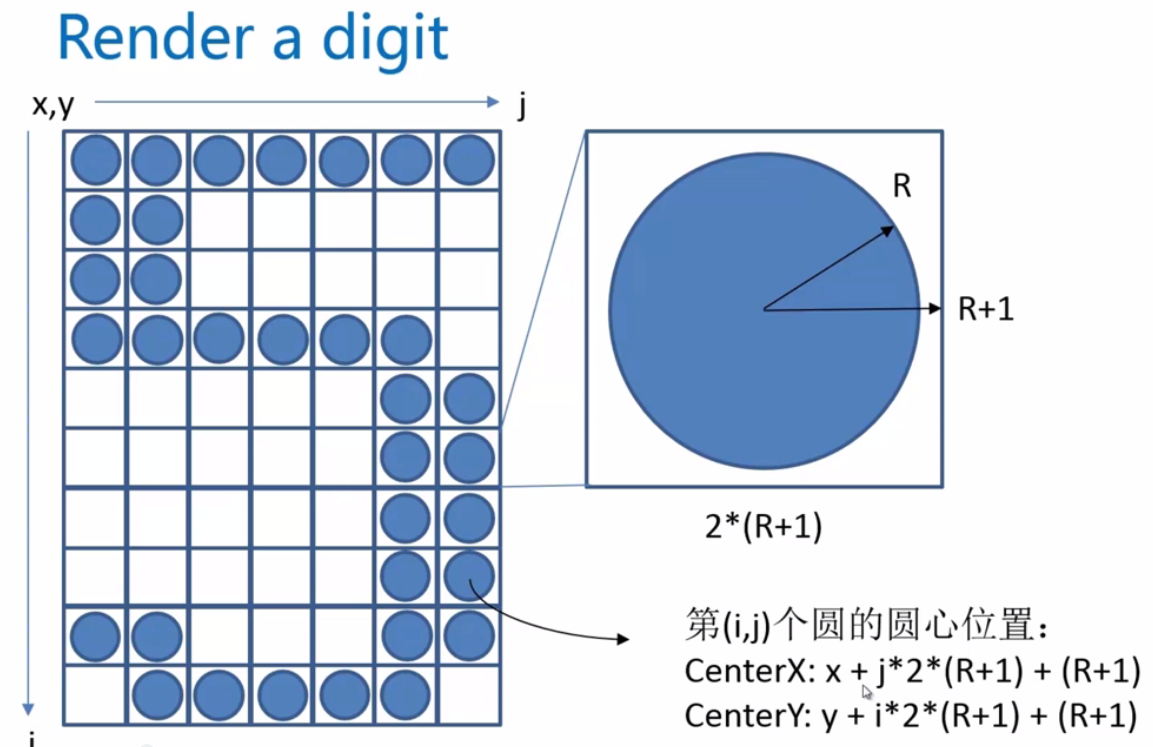 Render a digit
x,y
j
R
R+1
2*(R+1)
第(i,j)个圆的圆心位置：
CenterX: x + j*2*(R+1) + (R+1)
CenterY: y + i*2*(R+1) + (R+1)
i